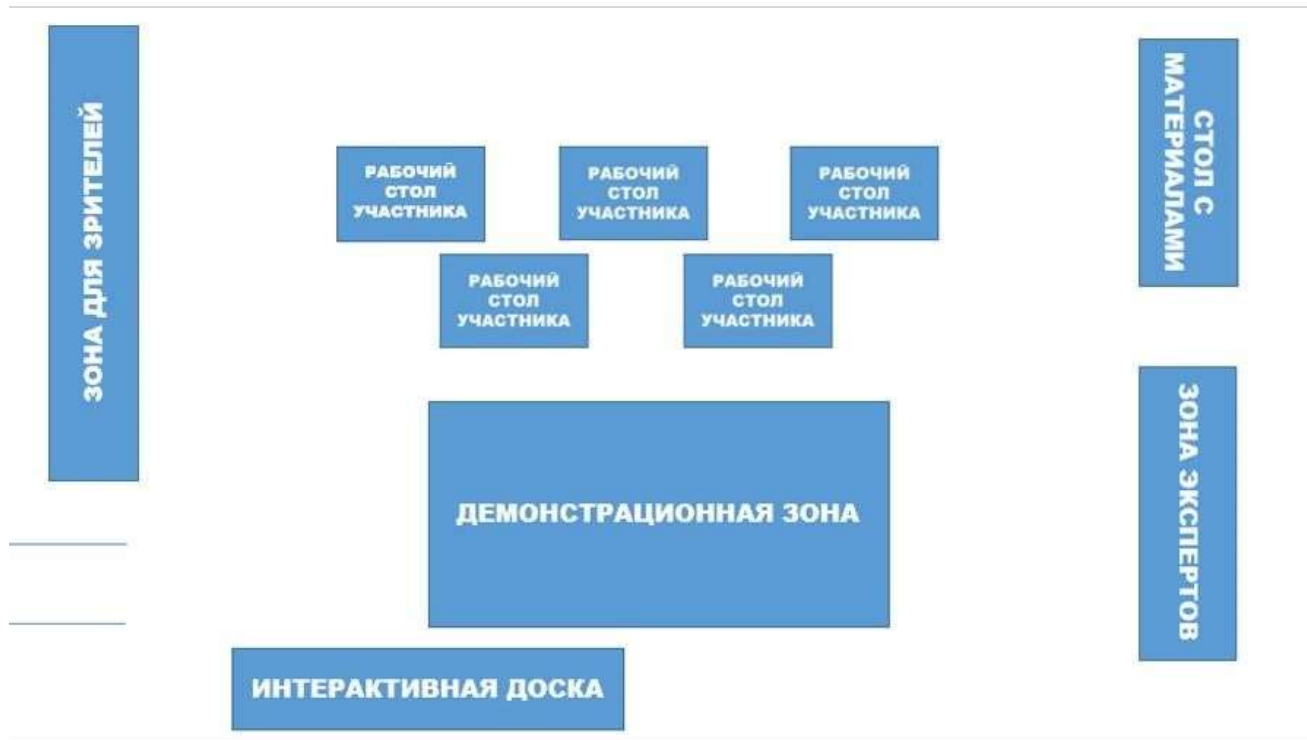 ЗОНА ДЛЯ ЗРИТЕЛЕЙ
РАБОЧИЙ
СТОЛ
УЧАСТНИКА
РАБОЧИЙ
СТОЛ
УЧАСТНИКА
РАБОЧИЙ
СТОЛ
УЧАСТНИКА
СТОЛ С
МАТЕРИАЛАМИ
РАБОЧИЙ
СТОЛ
УЧАСТНИКА
РАБОЧИЙ
СТОЛ
УЧАСТНИКА
ДЕМОНСТРАЦИОННАЯ ЗОНА
ЗОНА ЭКСПЕРТОВ
ИНТЕРАКТИВНАЯ ДОСКА